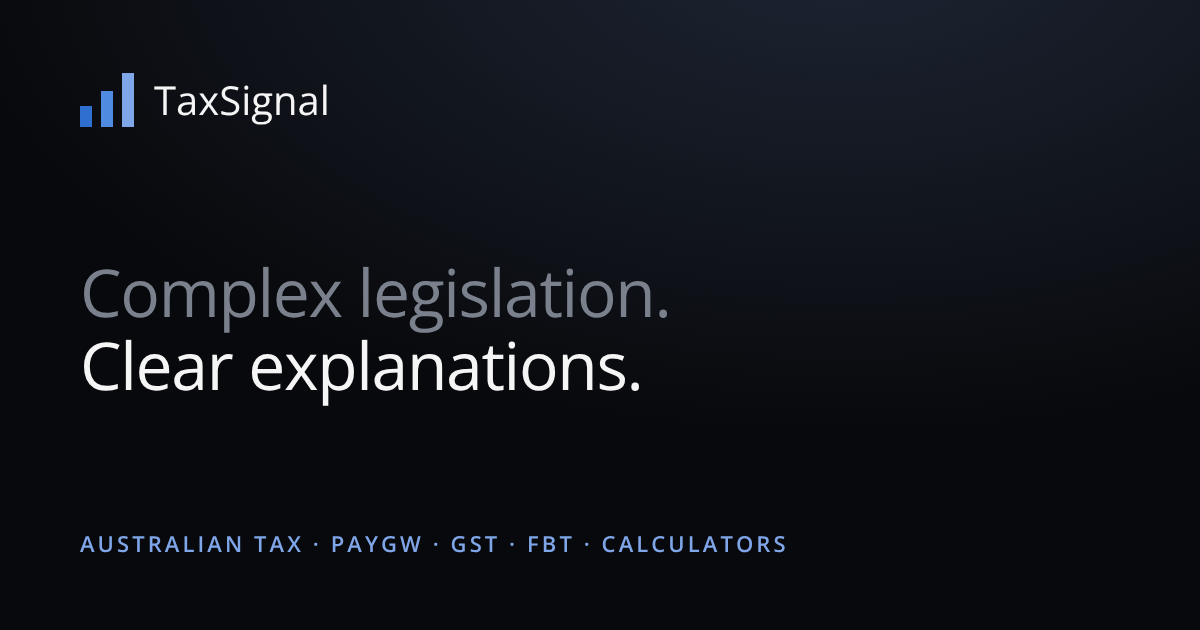 TaxSignal
Complex legislation.
Clear explanations.
AUSTRALIAN TAX · PAYGW · GST · FBT · CALCULATORS